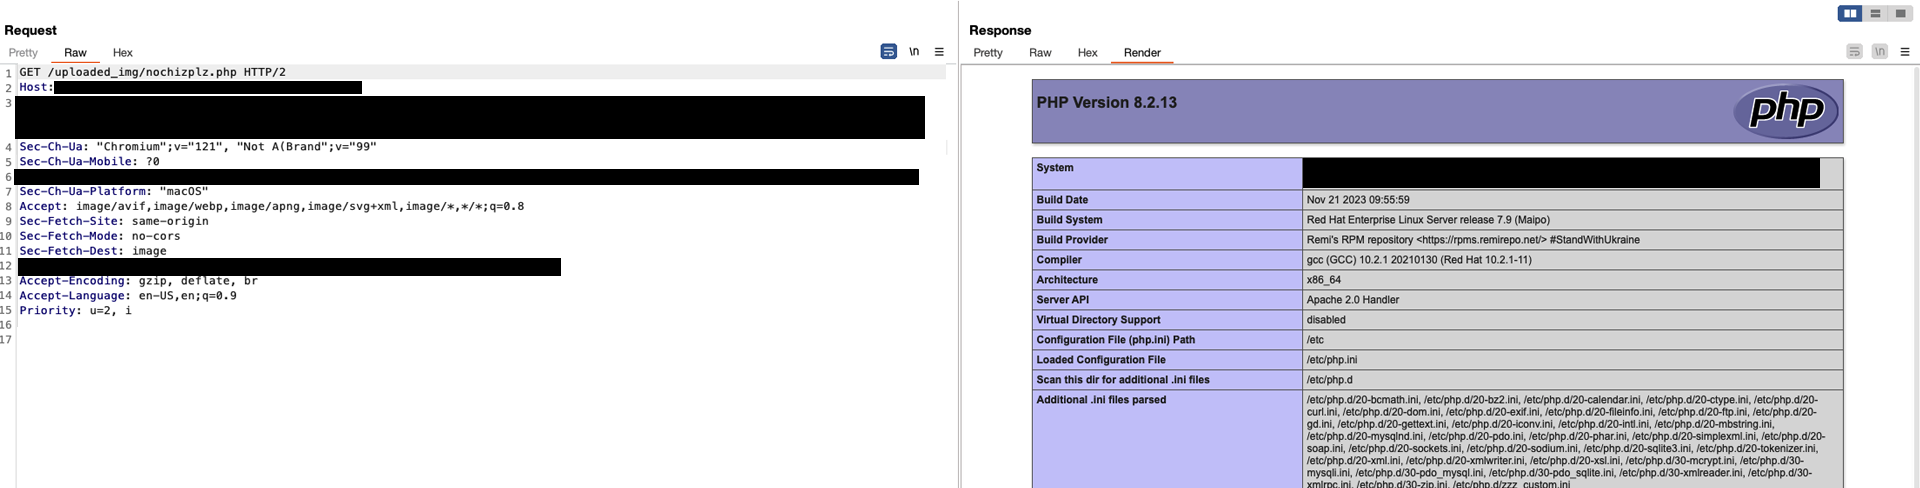 Request
Pretty Raw Hex
\n
1 GET /uploaded_img/nochizplz.php HTTP/2
2 Host:
3
4 Sec-Ch-Ua: "Chromium";v="121", "Not A(Brand";v="99"
5 Sec-Ch-Ua-Mobile: ?0
6
7 Sec-Ch-Ua-Platform: "macOS"
8 Accept: image/avif,image/webp,image/apng,image/svg+xml,image/*,*/*;q=0.8
9 Sec-Fetch-Site: same-origin
10 Sec-Fetch-Mode: no-cors
11 Sec-Fetch-Dest: image
12
13 Accept-Encoding: gzip, deflate, br
14 Accept-Language: en-US,en;q=0.9
15 Priority: u=2, i
16
17
Response
Pretty Raw Hex Render
\n
PHP Version 8.2.13
php
System
Build Date Nov 21 2023 09:55:59
Build System Red Hat Enterprise Linux Server release 7.9 (Maipo)
Build Provider Remi's RPM repository <https://rpms.remirepo.net/> #StandWithUkraine
Compiler gcc (GCC) 10.2.1 20210130 (Red Hat 10.2.1-11)
Architecture x86_64
Server API Apache 2.0 Handler
Virtual Directory Support disabled
Configuration File (php.ini) Path /etc
Loaded Configuration File /etc/php.ini
Scan this dir for additional .ini files /etc/php.d
Additional .ini files parsed /etc/php.d/20-bcmath.ini, /etc/php.d/20-bz2.ini, /etc/php.d/20-calendar.ini, /etc/php.d/20-ctype.ini, /etc/php.d/20-
curl.ini, /etc/php.d/20-dom.ini, /etc/php.d/20-exif.ini, /etc/php.d/20-fileinfo.ini, /etc/php.d/20-ftp.ini, /etc/php.d/20-
gd.ini, /etc/php.d/20-gettext.ini, /etc/php.d/20-iconv.ini, /etc/php.d/20-intl.ini, /etc/php.d/20-mbstring.ini,
/etc/php.d/20-mysqlnd.ini, /etc/php.d/20-pdo.ini, /etc/php.d/20-phar.ini, /etc/php.d/20-simplexml.ini, /etc/php.d/20-
soap.ini, /etc/php.d/20-sockets.ini, /etc/php.d/20-sodium.ini, /etc/php.d/20-sqlite3.ini, /etc/php.d/20-tokenizer.ini,
/etc/php.d/20-xml.ini, /etc/php.d/20-xmlwriter.ini, /etc/php.d/20-xsl.ini, /etc/php.d/30-mcrypt.ini, /etc/php.d/30-
mysqli.ini, /etc/php.d/30-pdo_mysql.ini, /etc/php.d/30-pdo_sqlite.ini, /etc/php.d/30-xmlreader.ini, /etc/php.d/30-
xmlrpc.ini, /etc/php.d/30-zip.ini, /etc/php.d/zzz_custom.ini